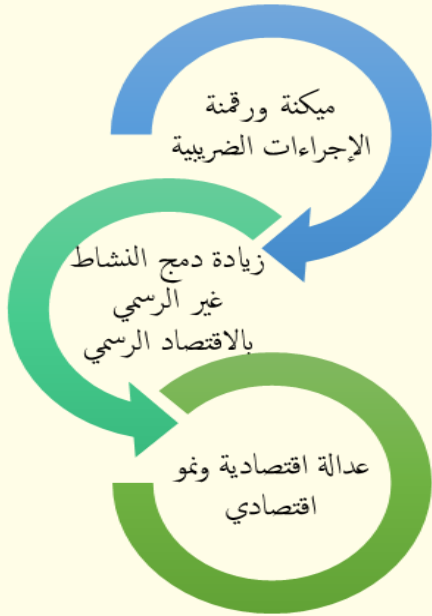 ميكنة ورقمنة
الإجراءات الضريبية
زيادة دمج النشاط
غير الرسمي
بالاقتصاد الرسمي
عدالة اقتصادية ونمو
اقتصادي